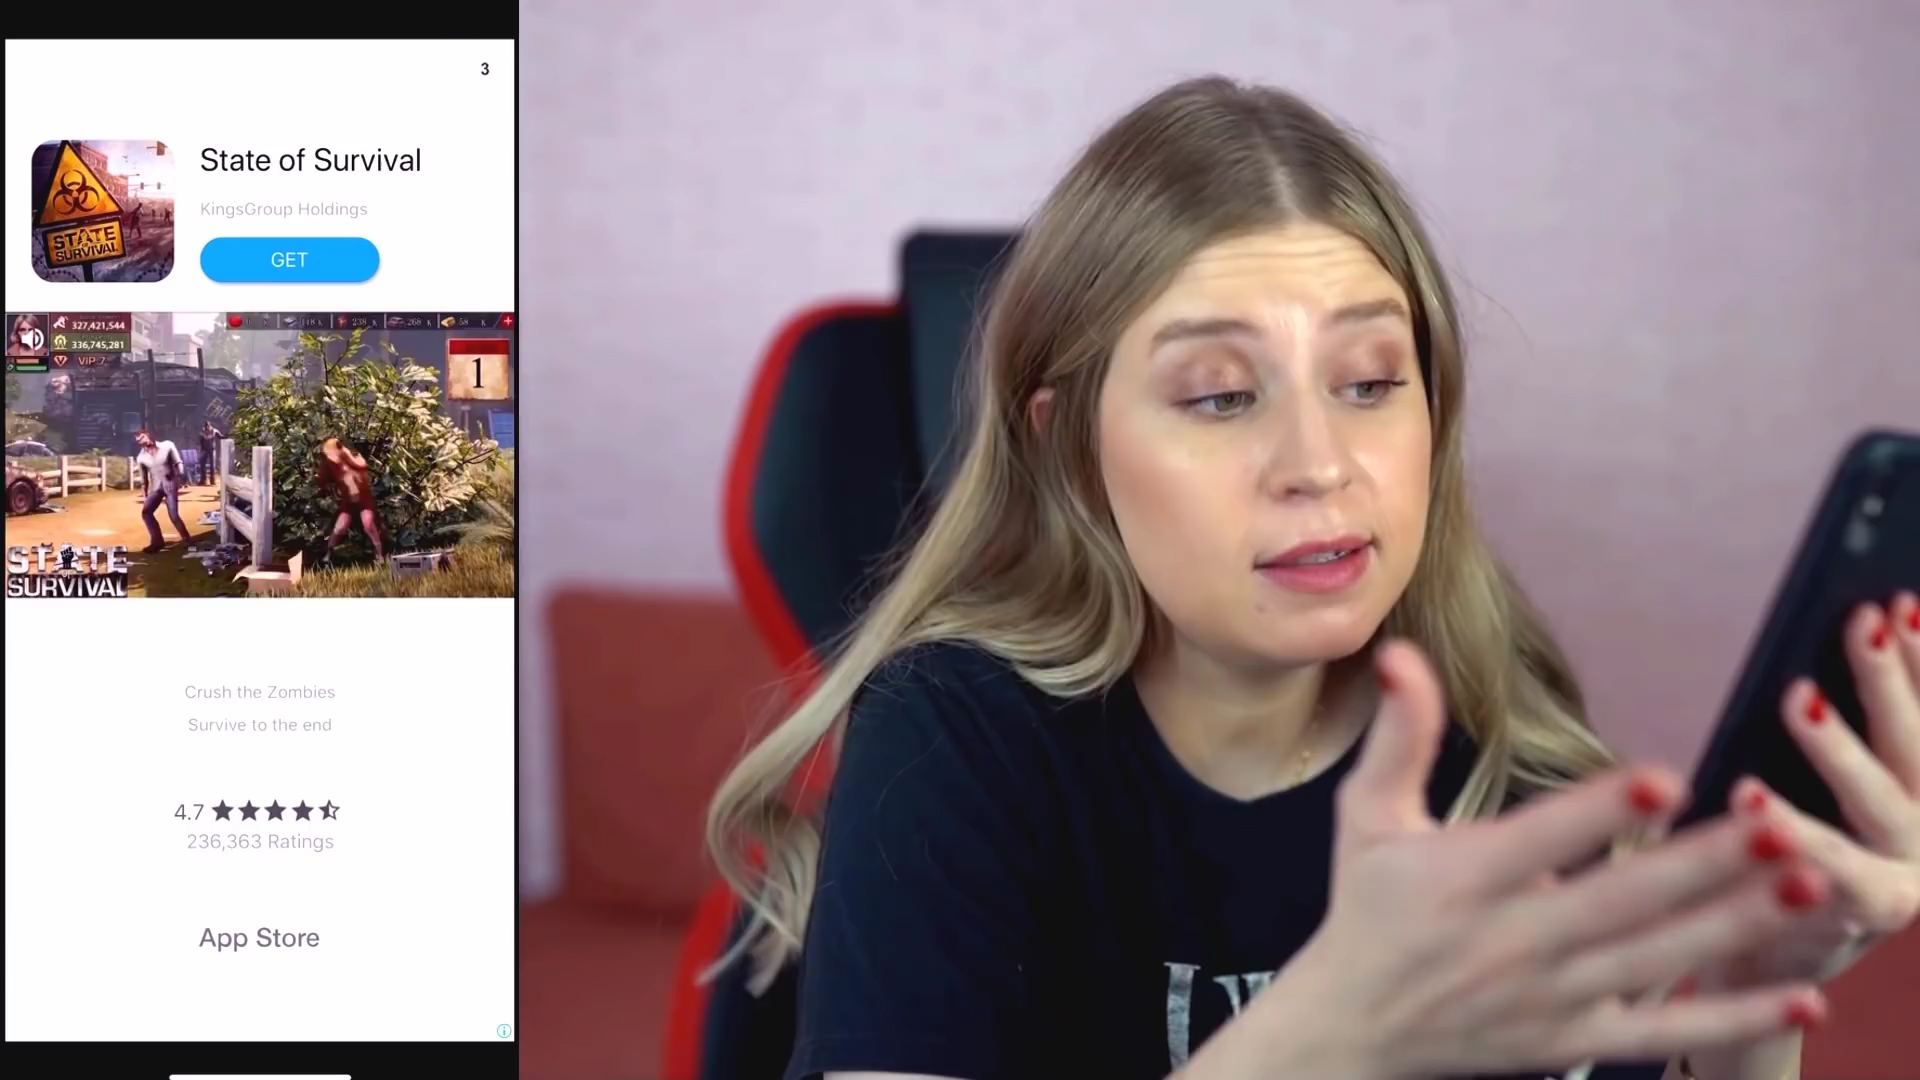 3
State of Survival
KingsGroup Holdings
GET
STATE
OF
SURVIVAL
327,421,544
336,745,281
VIP 7
1
STATE
SURVIVAL
Crush the Zombies
Survive to the end
4.7
236,363 Ratings
App Store